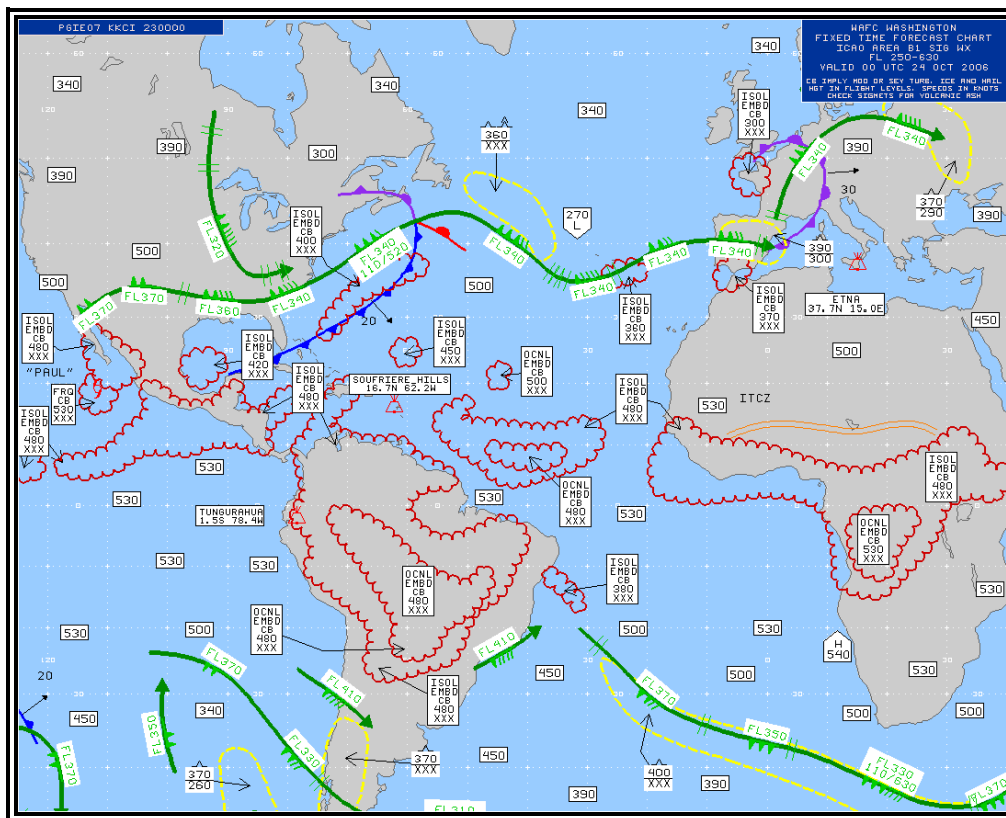 PGIE07 KKCI 230000
WAFC WASHINGTON
FIXED TIME FORECAST CHART
ICAO AREA B1 SIG WX
FL 250-630
VALID 00 UTC 24 OCT 2006
CB IMPLY MOD OR SEV TURB, ICE AND HAIL
HGT IN FLIGHT LEVELS. SPEEDS IN KNOTS
CHECK SIGMETS FOR VOLCANIC ASH
340
340
340
340
120
90
390
390
300
390
390
390
360
XXX
ISOL
EMBD
CB
300
XXX
FL340
FL340
30
370
290
390
300
270
L
FL320
500
500
ISOL
EMBD
CB
400
XXX
FL340
110/520
FL340
FL340
FL340
FL340
FL370
FL370
FL360
FL340
500
20
ISOL
EMBD
CB
360
XXX
ISOL
EMBD
CB
370
XXX
ETNA
37.7N 15.0E
450
500
ISOL
EMBD
CB
480
XXX
"PAUL"
FRQ
CB
530
XXX
ISOL
EMBD
CB
480
XXX
ISOL
EMBD
CB
420
XXX
ISOL
EMBD
CB
480
XXX
ISOL
EMBD
CB
450
XXX
SOUFRIERE_HILLS
16.7N 62.2W
OCNL
EMBD
CB
500
XXX
ISOL
EMBD
CB
480
XXX
OCNL
EMBD
CB
480
XXX
530
ITCZ
530
530
530
530
530
TUNGURAHUA
1.5S 78.4W
ISOL
EMBD
CB
480
XXX
OCNL
EMBD
CB
530
XXX
530
530
530
530
OCNL
EMBD
CB
480
XXX
ISOL
EMBD
CB
380
XXX
OCNL
EMBD
CB
480
XXX
ISOL
EMBD
CB
480
XXX
500
500
530
H
540
530
500
500
500
120
20
450
450
450
340
FL370
FL410
FL410
FL350
FL330
FL370
370
260
370
XXX
FL370
FL350
FL330
110/630
FL370
400
XXX
390
390
390
FL310